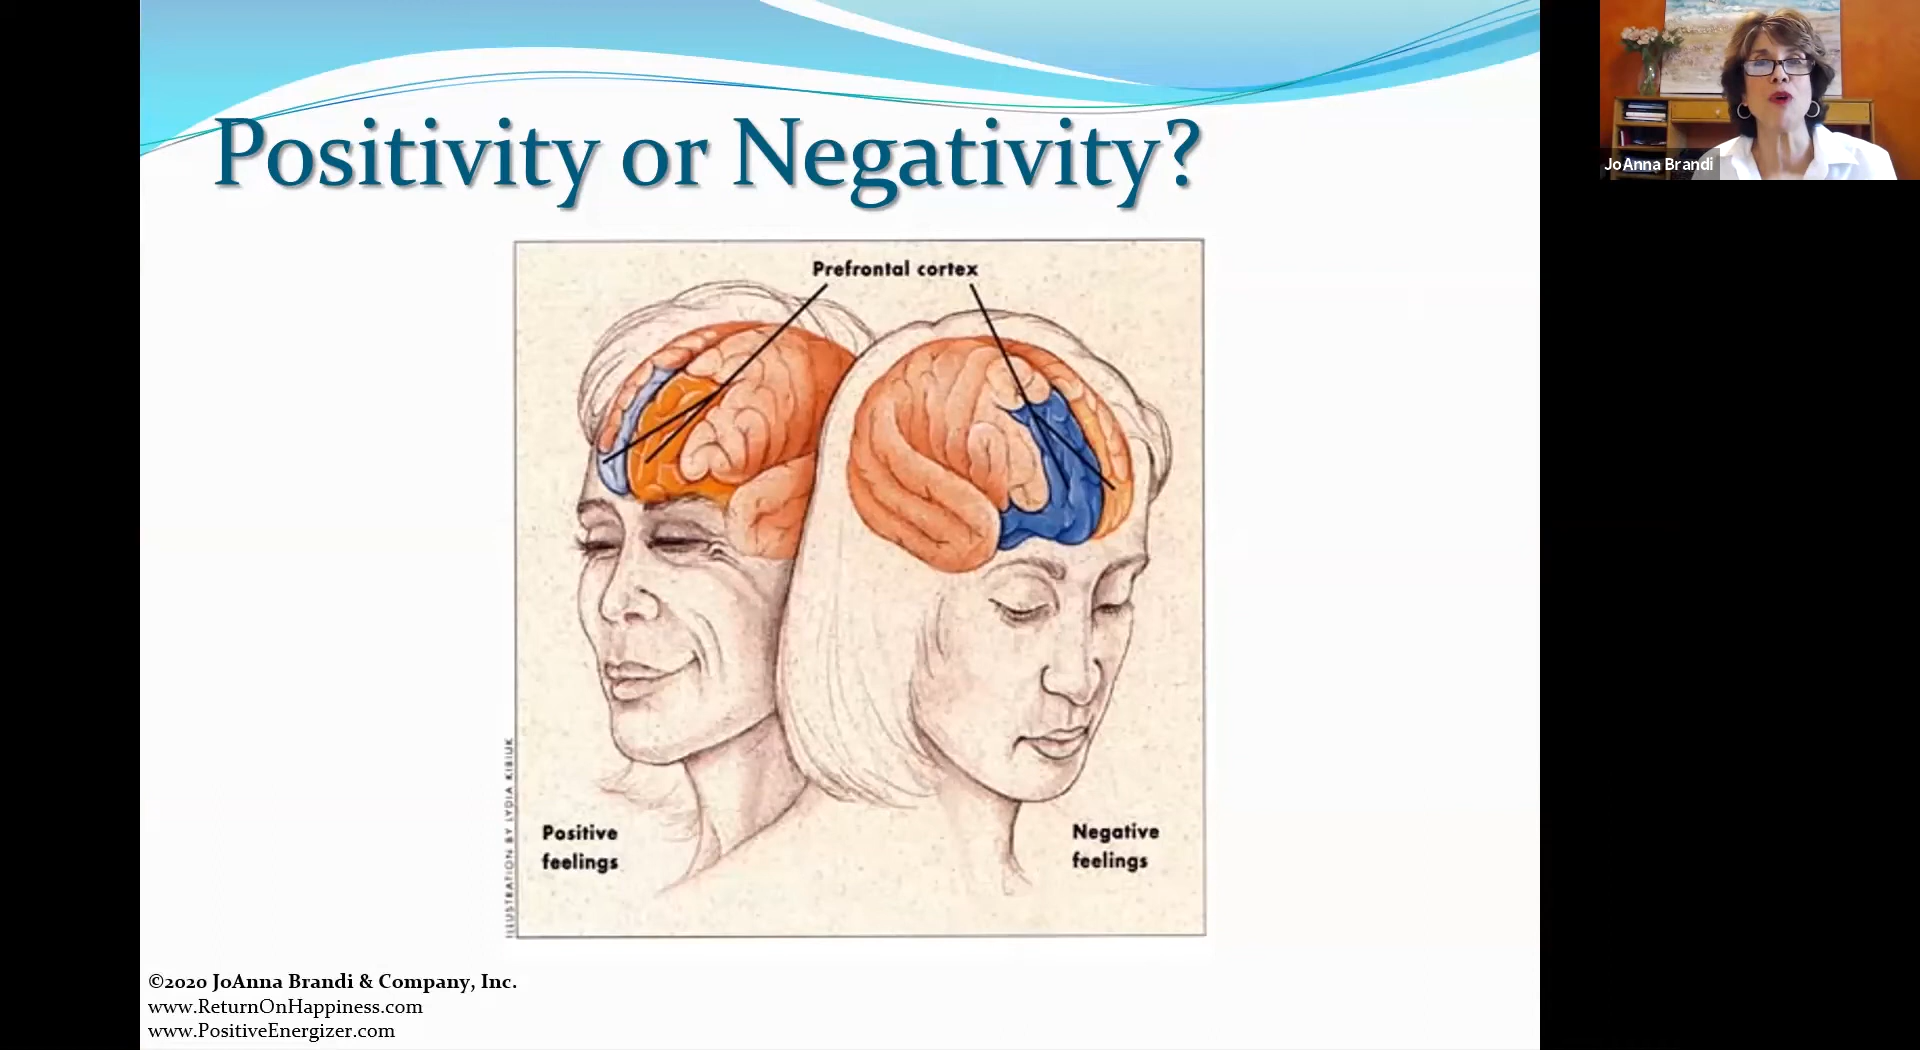 Positivity or Negativity?
JoAnna Brandi
Prefrontal cortex
Positive
feelings
Negative
feelings
ILLUSTRATION BY LYDIA KIBIUK
©2020 JoAnna Brandi & Company, Inc.
www.ReturnOnHappiness.com
www.PositiveEnergizer.com